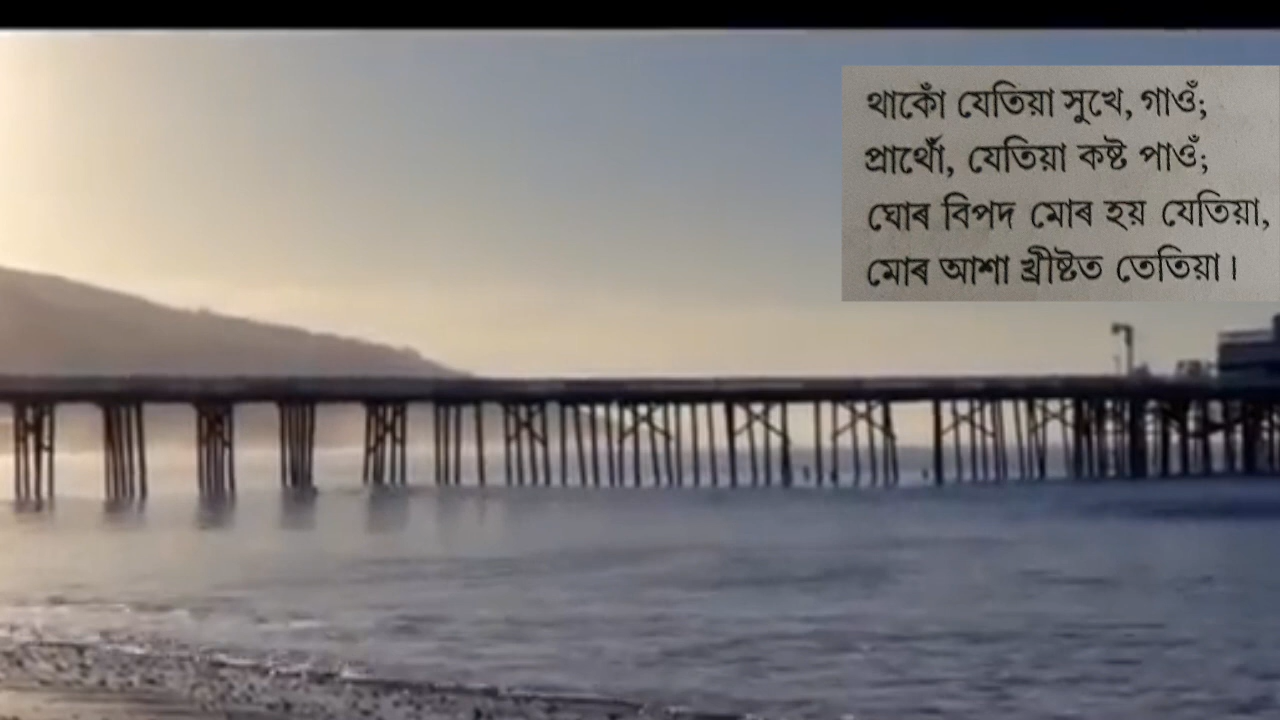 থাকোঁ যেতিয়া সুখে, গাওঁ;
প্ৰাৰ্থোঁ, যেতিয়া কষ্ট পাওঁ;
ঘোৰ বিপদ মোৰ হয় যেতিয়া,
মোৰ আশা খ্ৰীষ্টত তেতিয়া।